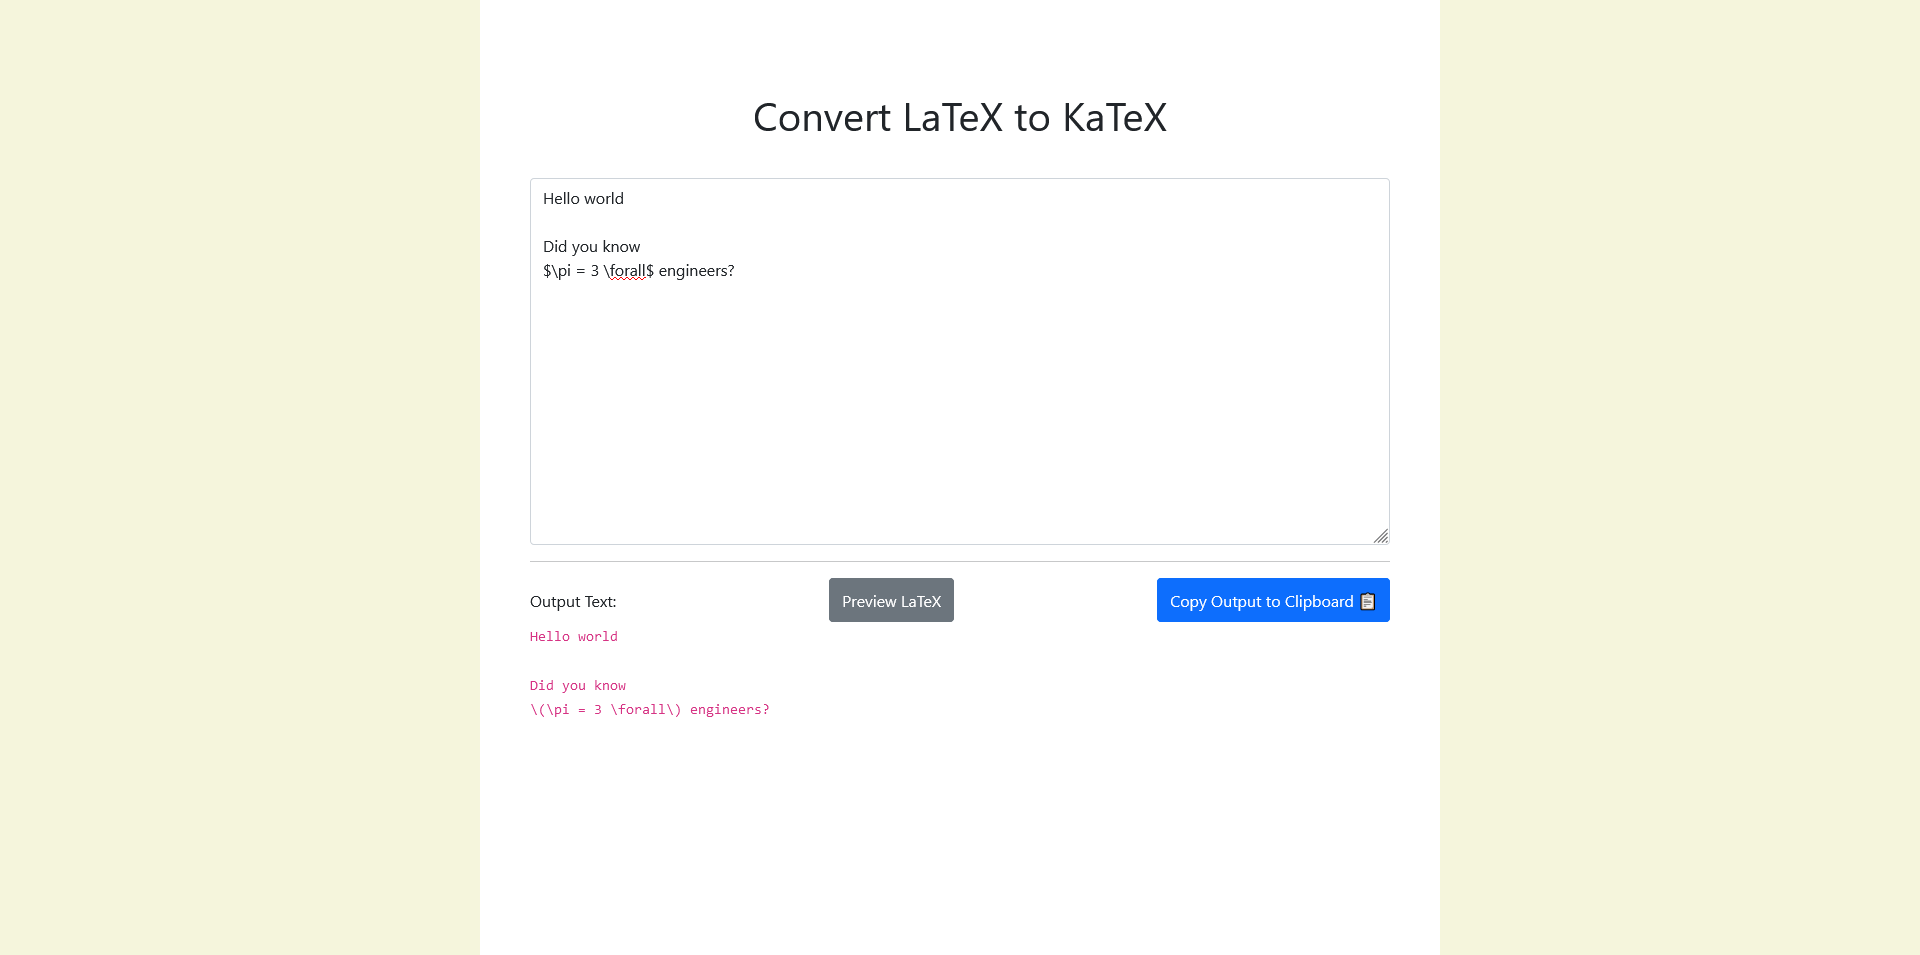 Convert LaTeX to KaTeX
Hello world
Did you know
$\pi = 3 \forall$ engineers?
Output Text:
Preview LaTeX
Copy Output to Clipboard 📋
Hello world
Did you know
\(\pi = 3 \forall\) engineers?